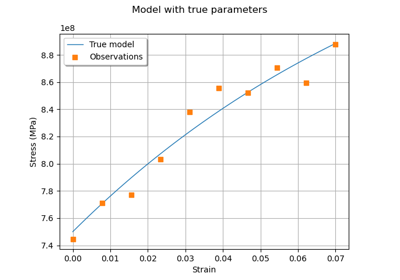 Model with true parameters
1e8
True model
Observations
8.8
8.6
8.4
8.2
8.0
7.8
7.6
7.4
Stress (MPa)
0.00 0.01 0.02 0.03 0.04 0.05 0.06 0.07
Strain